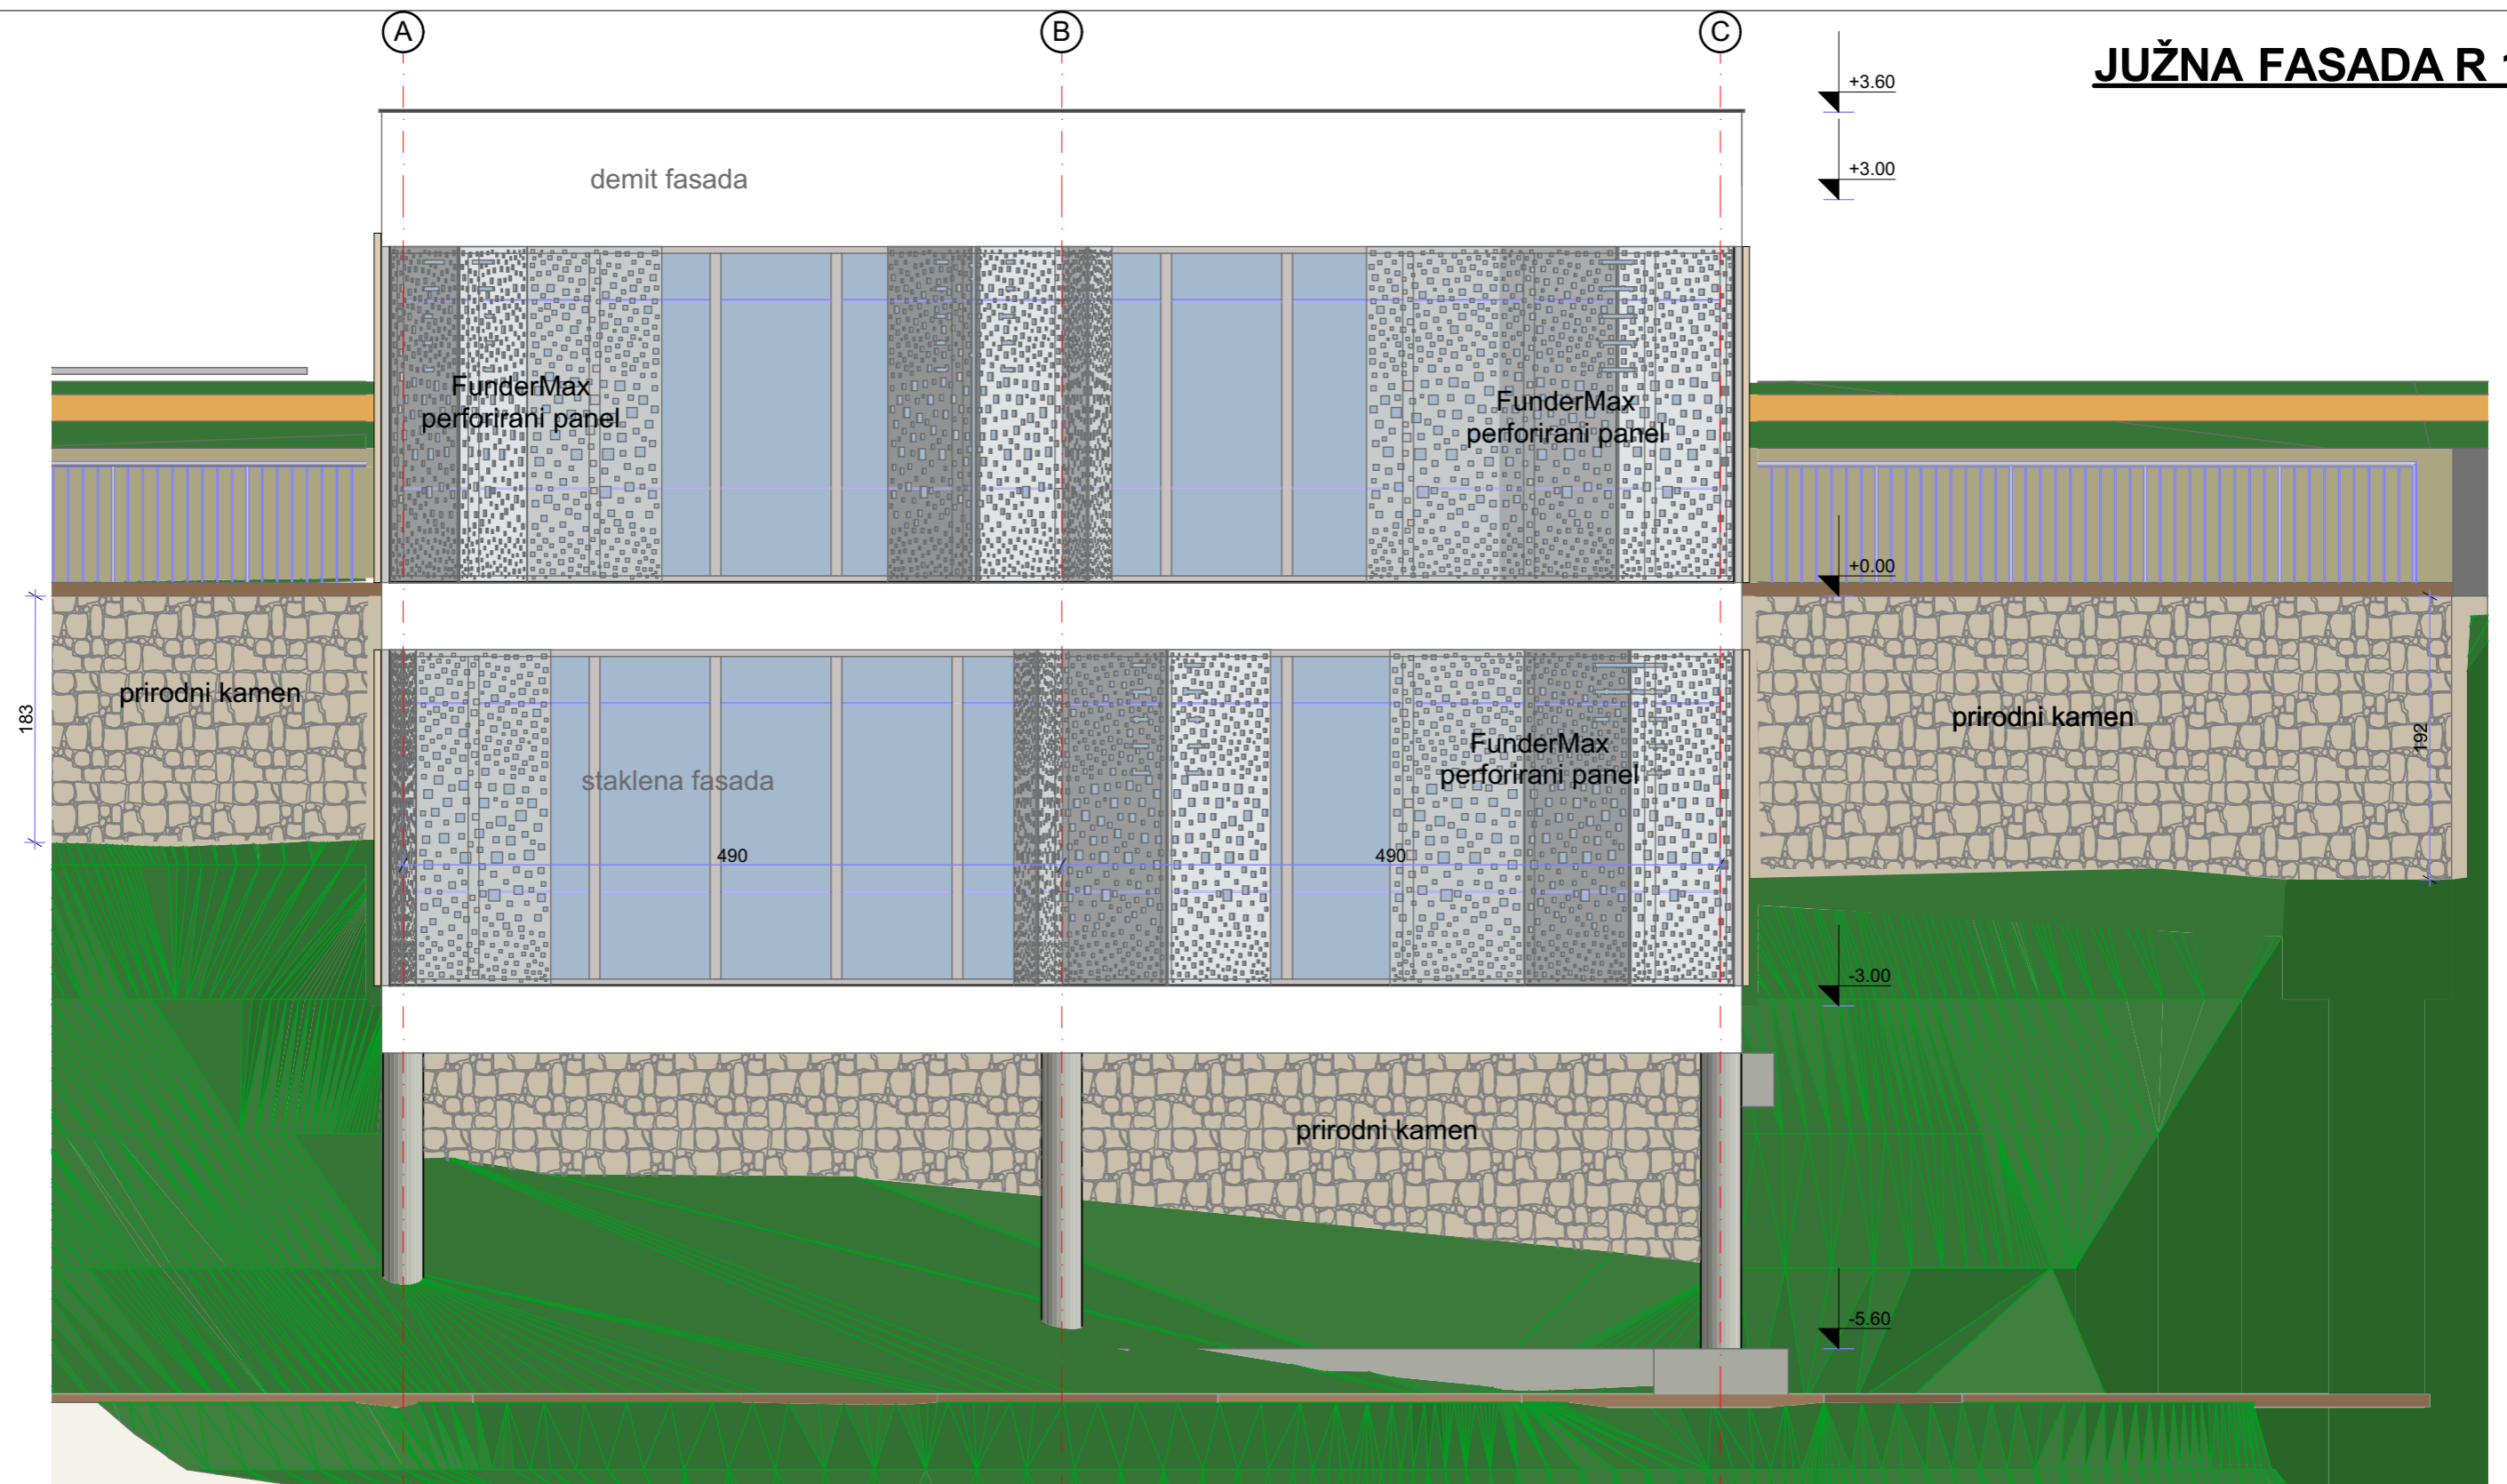 A
B
C
JUŽNA FASADA R 1
+3.60
+3.00
demit fasada
FunderMax
perforirani panel
FunderMax
perforirani panel
+0.00
prirodni kamen
183
prirodni kamen
192
FunderMax
perforirani panel
staklena fasada
490
490
-3.00
prirodni kamen
-5.60